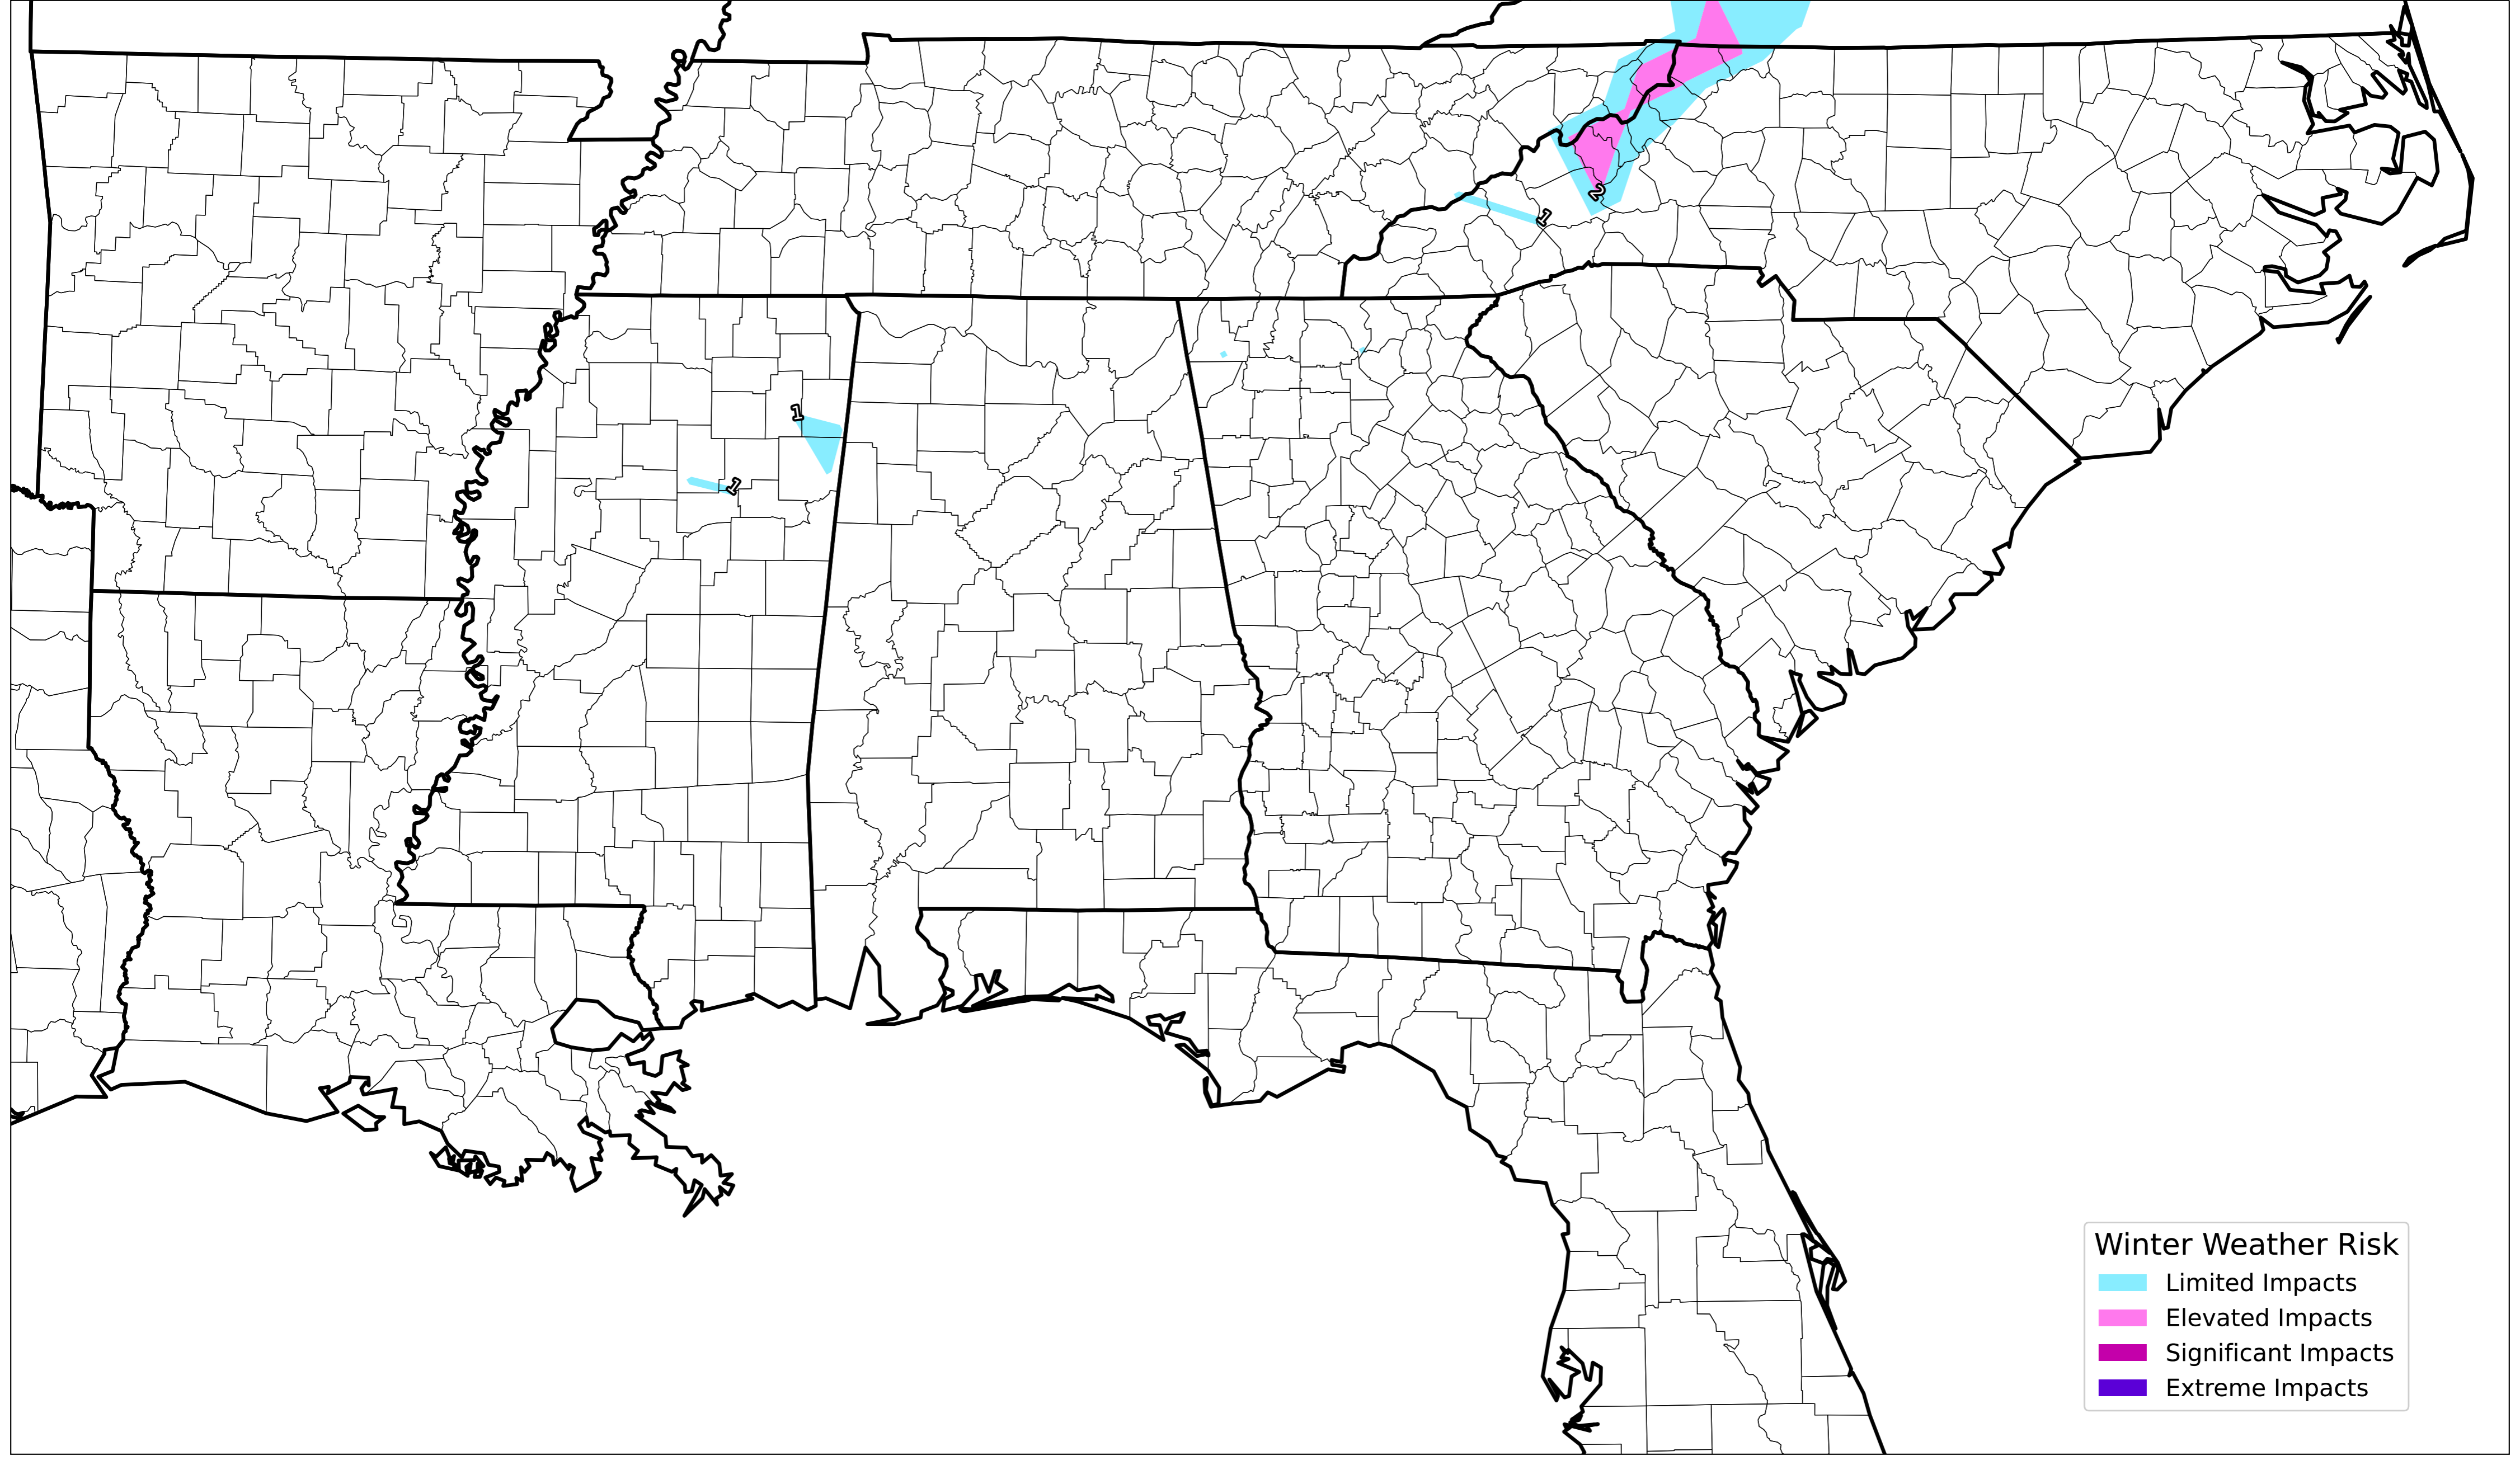 2
1
1
1
Winter Weather Risk
Limited Impacts
Elevated Impacts
Significant Impacts
Extreme Impacts